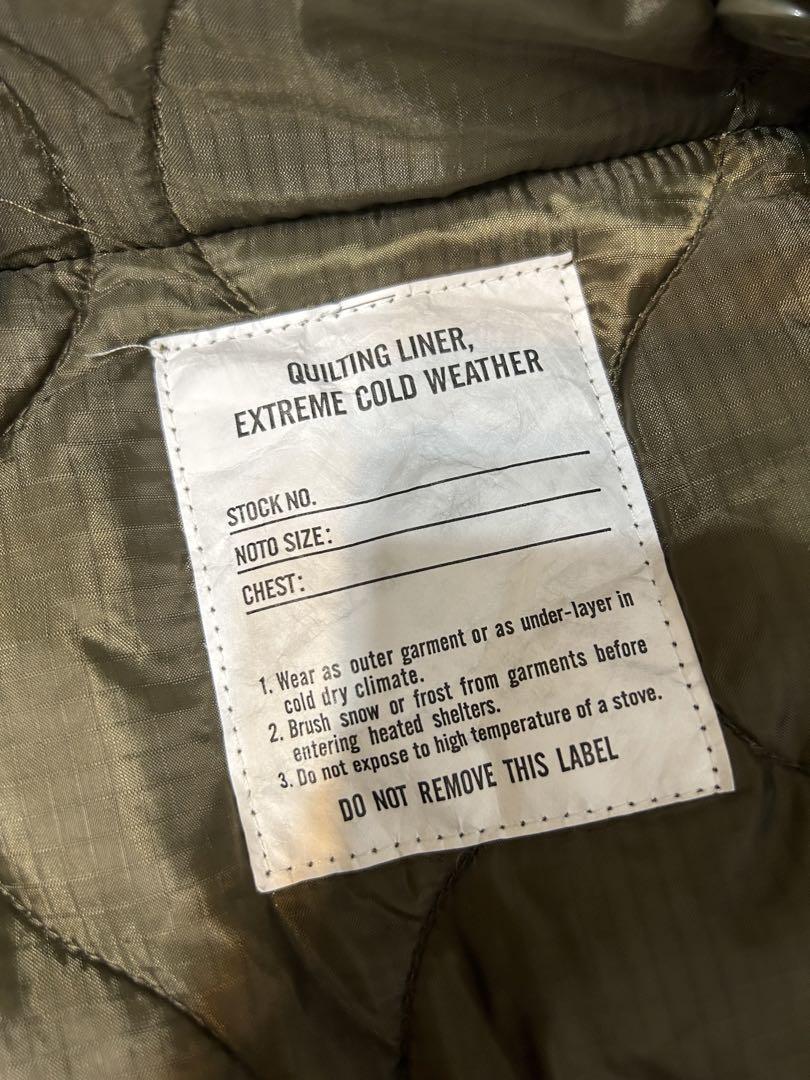 QUILTING LINER,
EXTREME COLD WEATHER
STOCK NO.
NOTO SIZE:
CHEST:
1. Wear as outer garment or as under-layer in
cold dry climate.
2. Brush snow or frost from garments before
entering heated shelters.
3. Do not expose to high temperature of a stove.
DO NOT REMOVE THIS LABEL